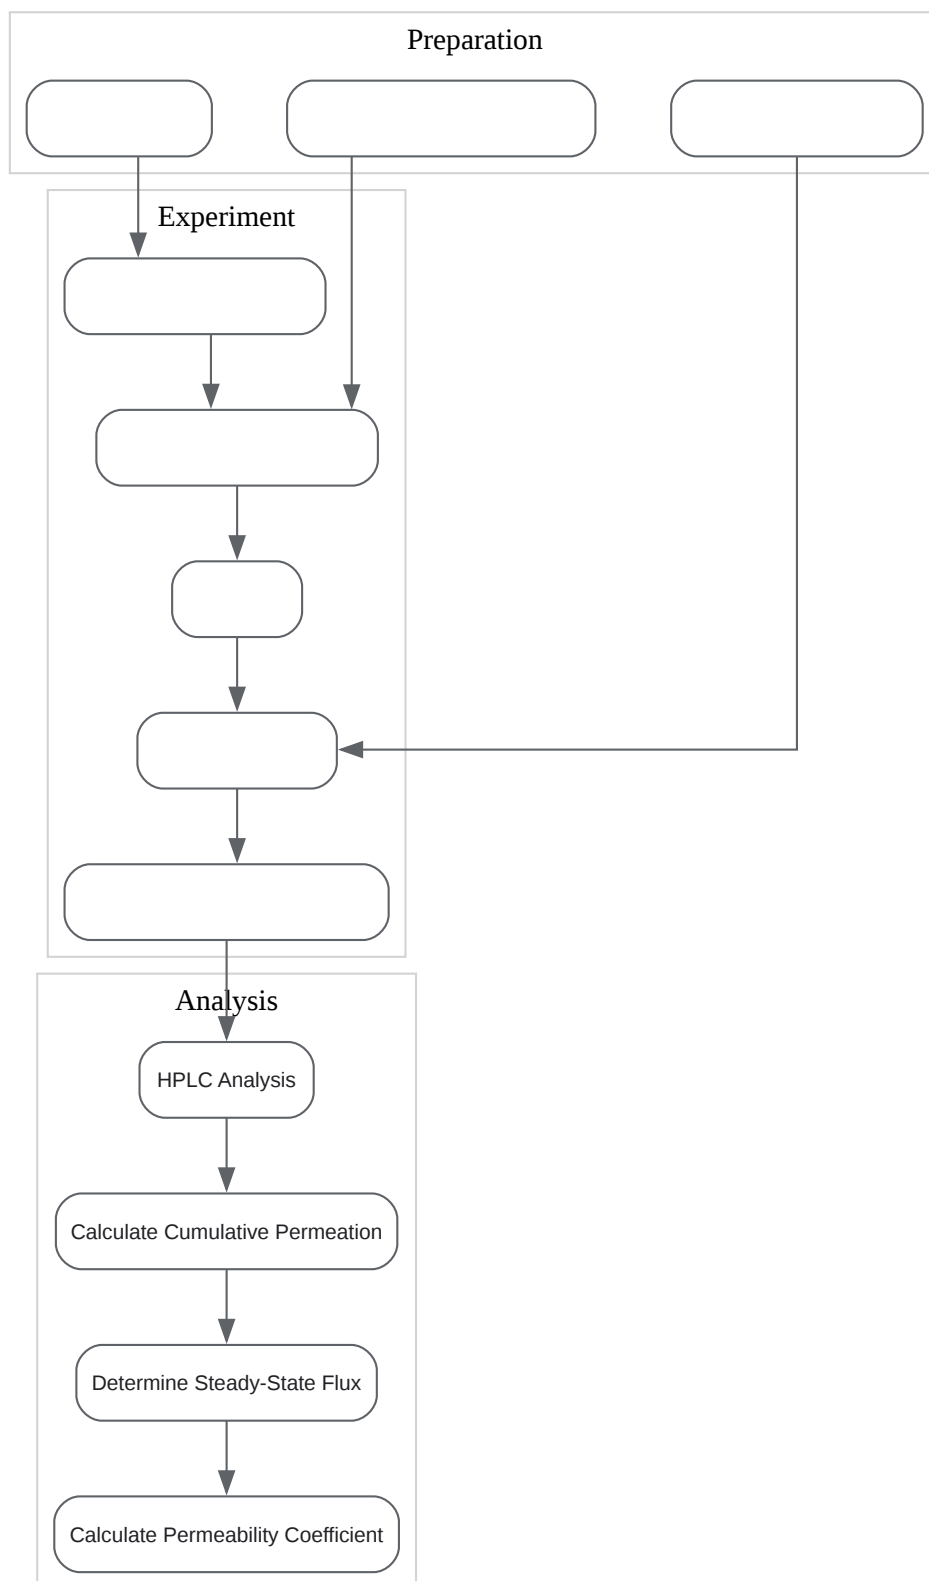 Preparation
Experiment
Analysis
HPLC Analysis
Calculate Cumulative Permeation
Determine Steady-State Flux
Calculate Permeability Coefficient